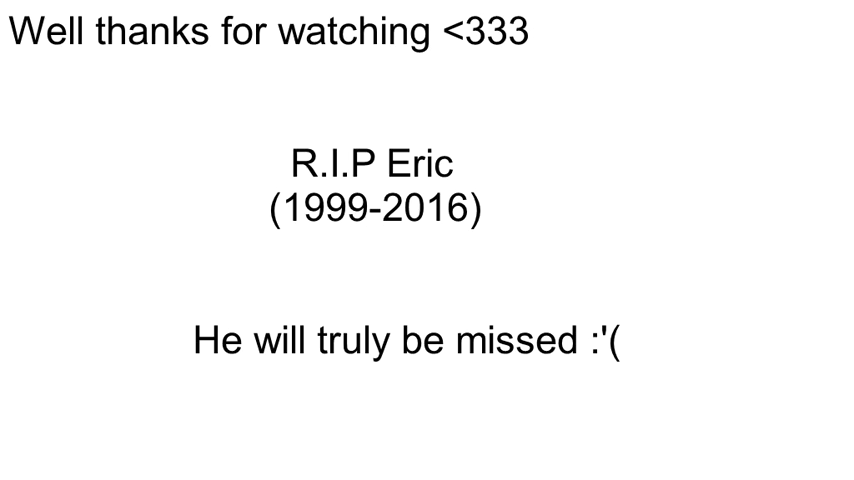 Well thanks for watching <333
R.I.P Eric
(1999-2016)
He will truly be missed :'(